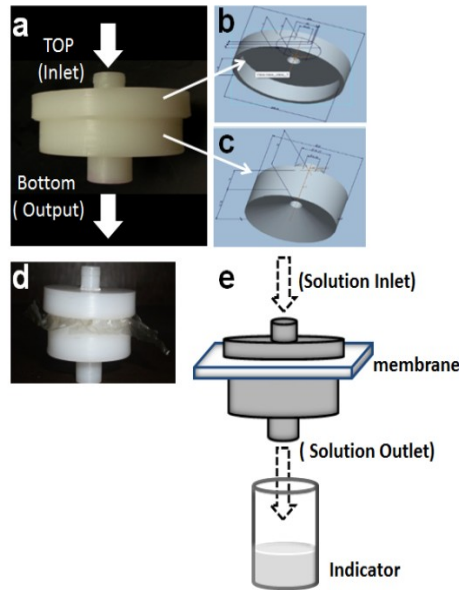 a
TOP
(Inlet)
Bottom
( Output)
b
c
d
e
(Solution Inlet)
membrane
( Solution Outlet)
Indicator